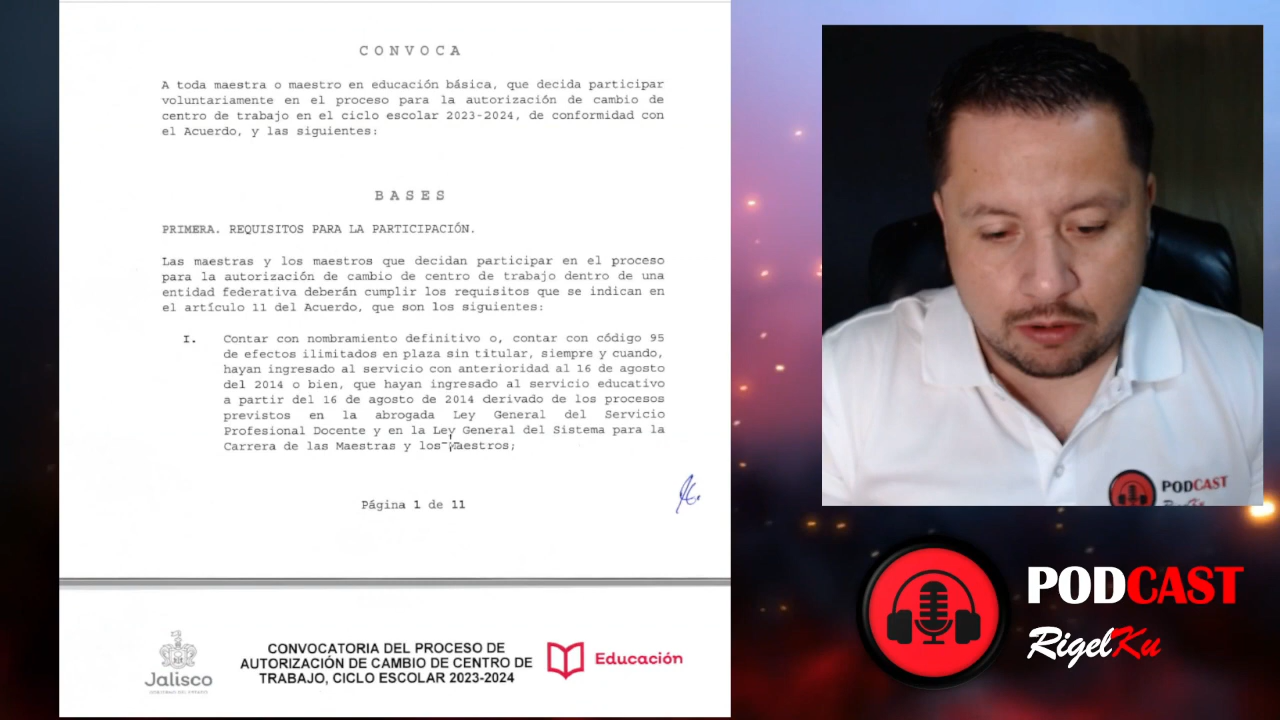 CONVOCA
A toda maestra o maestro en educación básica, que decida participar
voluntariamente en el proceso para la autorización de cambio de
centro de trabajo en el ciclo escolar 2023-2024, de conformidad con
el Acuerdo, y las siguientes:
BASES
PRIMERA. REQUISITOS PARA LA PARTICIPACIÓN.
Las maestras y los maestros que decidan participar en el proceso
para la autorización de cambio de centro de trabajo dentro de una
entidad federativa deberán cumplir los requisitos que se indican en
el artículo 11 del Acuerdo, que son los siguientes:
I. Contar con nombramiento definitivo o, contar con código 95
de efectos ilimitados en plaza sin titular, siempre y cuando,
hayan ingresado al servicio con anterioridad al 16 de agosto
del 2014 o bien, que hayan ingresado al servicio educativo
a partir del 16 de agosto de 2014 derivado de los procesos
previstos en la abrogada Ley General del Servicio
Profesional Docente y en la Ley General del Sistema para la
Carrera de las Maestras y los Maestros;
Página 1 de 11
Jalisco
GOBIERNO DEL ESTADO
CONVOCATORIA DEL PROCESO DE
AUTORIZACIÓN DE CAMBIO DE CENTRO DE
TRABAJO, CICLO ESCOLAR 2023-2024
Educación
PODCAST
PODCAST
RigelKu